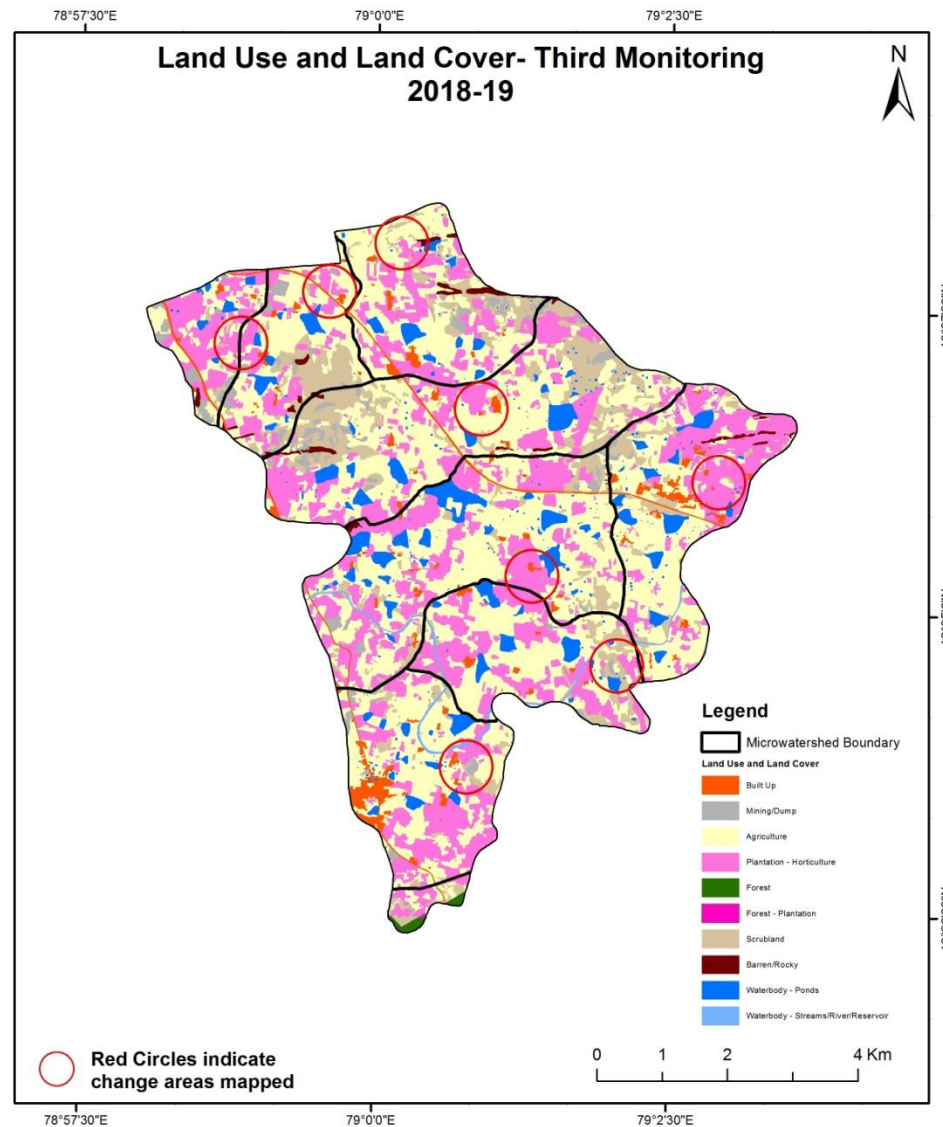 78°57'30"E 79°0'0"E 79°2'30"E
Land Use and Land Cover- Third Monitoring
2018-19
N
Legend
Microwatershed Boundary
Land Use and Land Cover
Built Up
Mining/Dump
Agriculture
Plantation - Horticulture
Forest
Forest - Plantation
Scrubland
Barren/Rocky
Waterbody - Ponds
Waterbody - Streams/River/Reservoir
Red Circles indicate
change areas mapped
0 1 2 4 Km
78°57'30"E 79°0'0"E 79°2'30"E